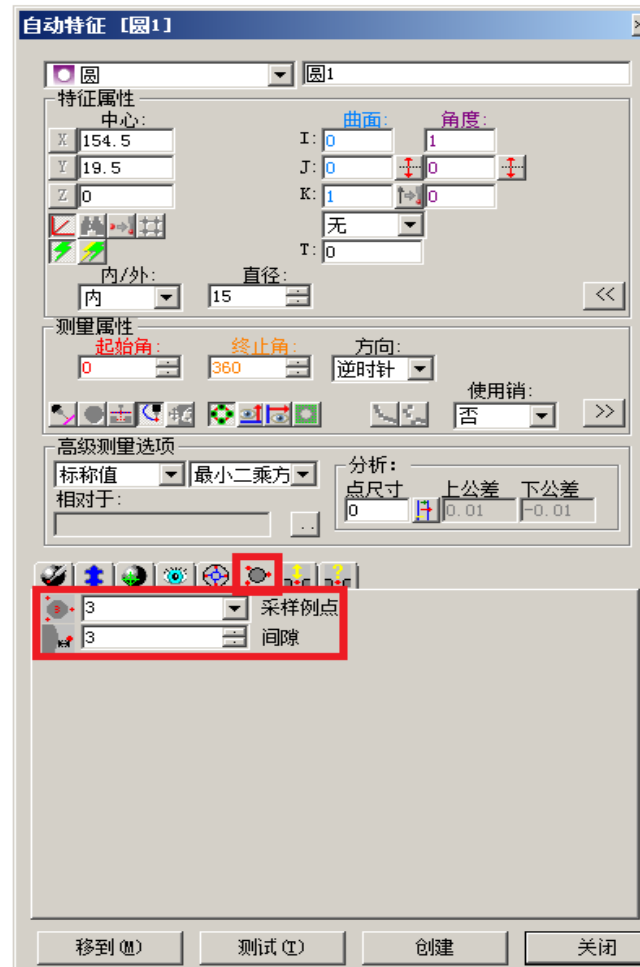 自动特征 [圆1]
圆 圆1
特征属性
中心: 曲面: 角度:
X 154.5 I: 0 1
Y 19.5 J: 0 0
Z 0 K: 1 0
无
T: 0
内/外: 直径:
内 15 <<
测量属性
起始角: 终止角: 方向:
0 360 逆时针
使用销:
否 >>
高级测量选项
标称值 最小二乘方 分析:
相对于: 点尺寸 上公差 下公差
0 0.01 -0.01
..
3 采样例点
3 间隙
移到(M) 测试(T) 创建 关闭